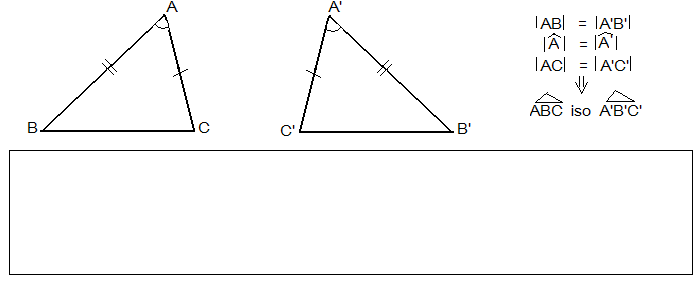 A
B
C
A'
C'
B'
|AB| = |A'B'|
|Â| = |Â'|
|AC| = |A'C'|
⇓
ABC iso A'B'C'